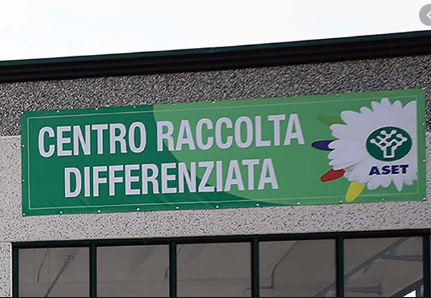 CENTRO RACCOLTA
DIFFERENZIATA
ASET